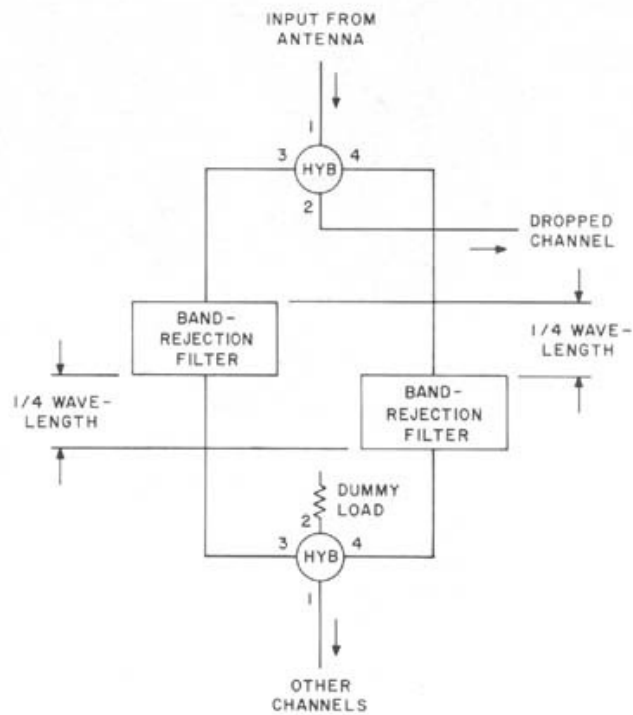 INPUT FROM
ANTENNA
1
3 HYB 4
2
DROPPED
CHANNEL
BAND-
REJECTION
FILTER
1/4 WAVE-
LENGTH
1/4 WAVE-
LENGTH
BAND-
REJECTION
FILTER
DUMMY
LOAD
2
3 HYB 4
1
OTHER
CHANNELS